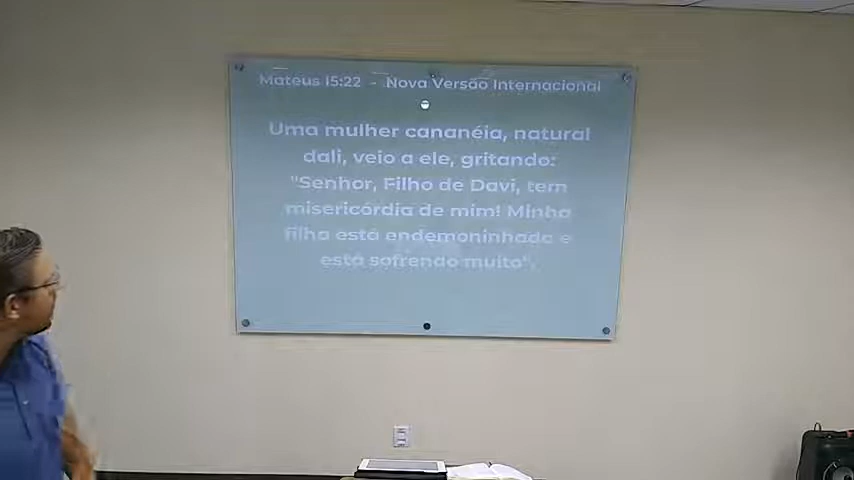 Mateus 15:22 - Nova Versão Internacional
Uma mulher cananéia, natural
dali, veio a ele, gritando:
"Senhor, Filho de Davi, tem
misericórdia de mim! Minha
filha está endemoninhada e
está sofrendo muito".